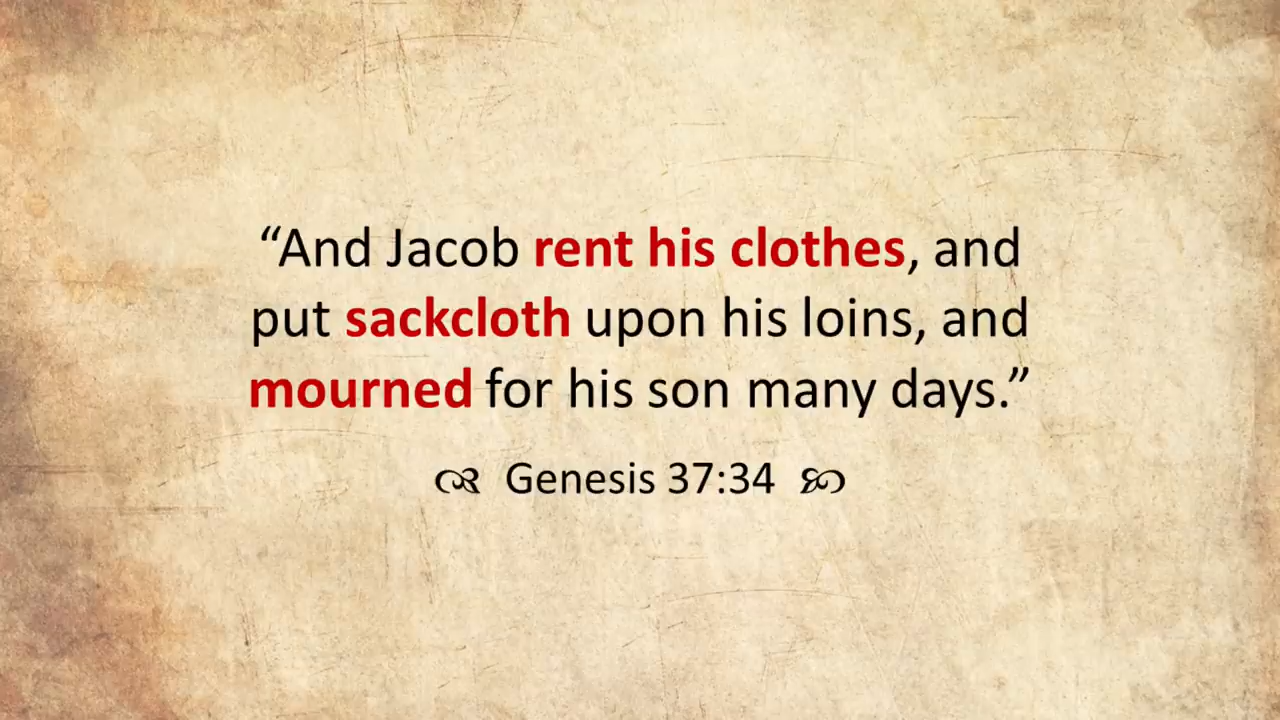 “And Jacob rent his clothes, and
put sackcloth upon his loins, and
mourned for his son many days.”
Genesis 37:34